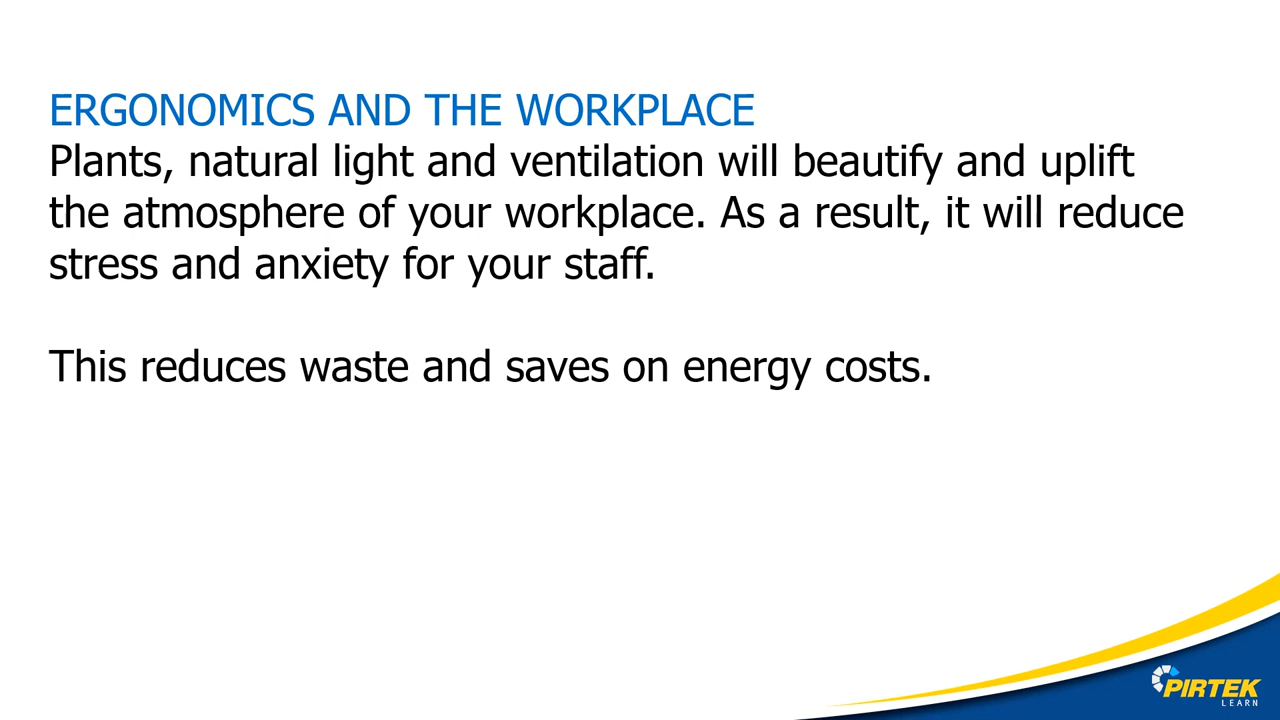 ERGONOMICS AND THE WORKPLACE
Plants, natural light and ventilation will beautify and uplift
the atmosphere of your workplace. As a result, it will reduce
stress and anxiety for your staff.
This reduces waste and saves on energy costs.
PIRTEK
LEARN